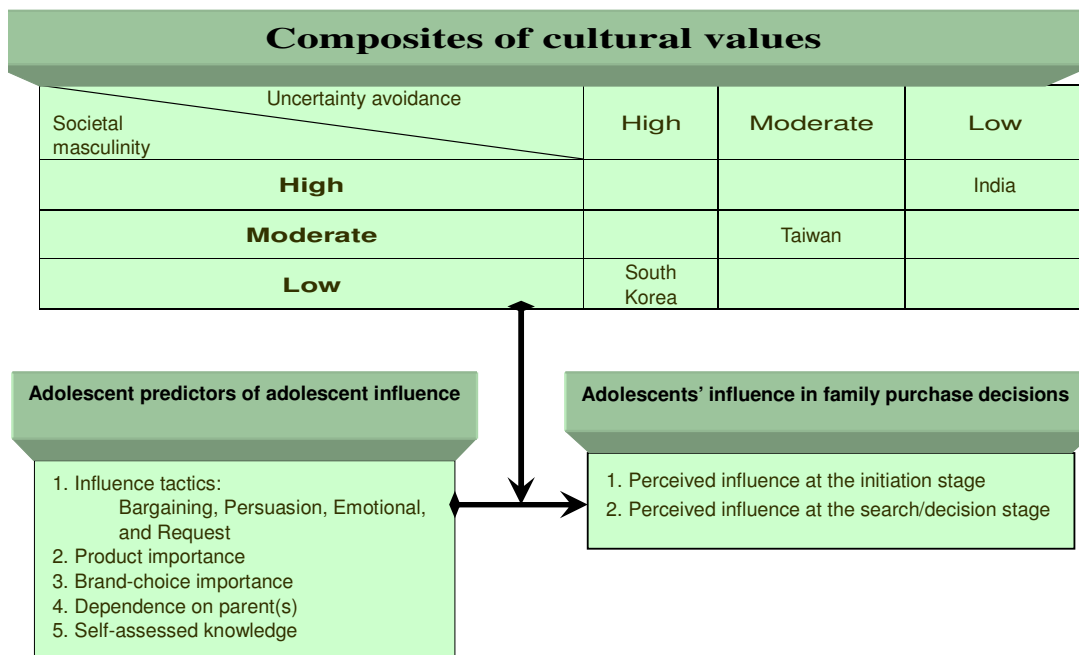 Composites of cultural values
Uncertainty avoidance
Societal
masculinity
High
Moderate
Low
High
India
Moderate
Taiwan
Low
South
Korea
Adolescent predictors of adolescent influence
1. Influence tactics:
Bargaining, Persuasion, Emotional,
and Request
2. Product importance
3. Brand-choice importance
4. Dependence on parent(s)
5. Self-assessed knowledge
Adolescents’ influence in family purchase decisions
1. Perceived influence at the initiation stage
2. Perceived influence at the search/decision stage